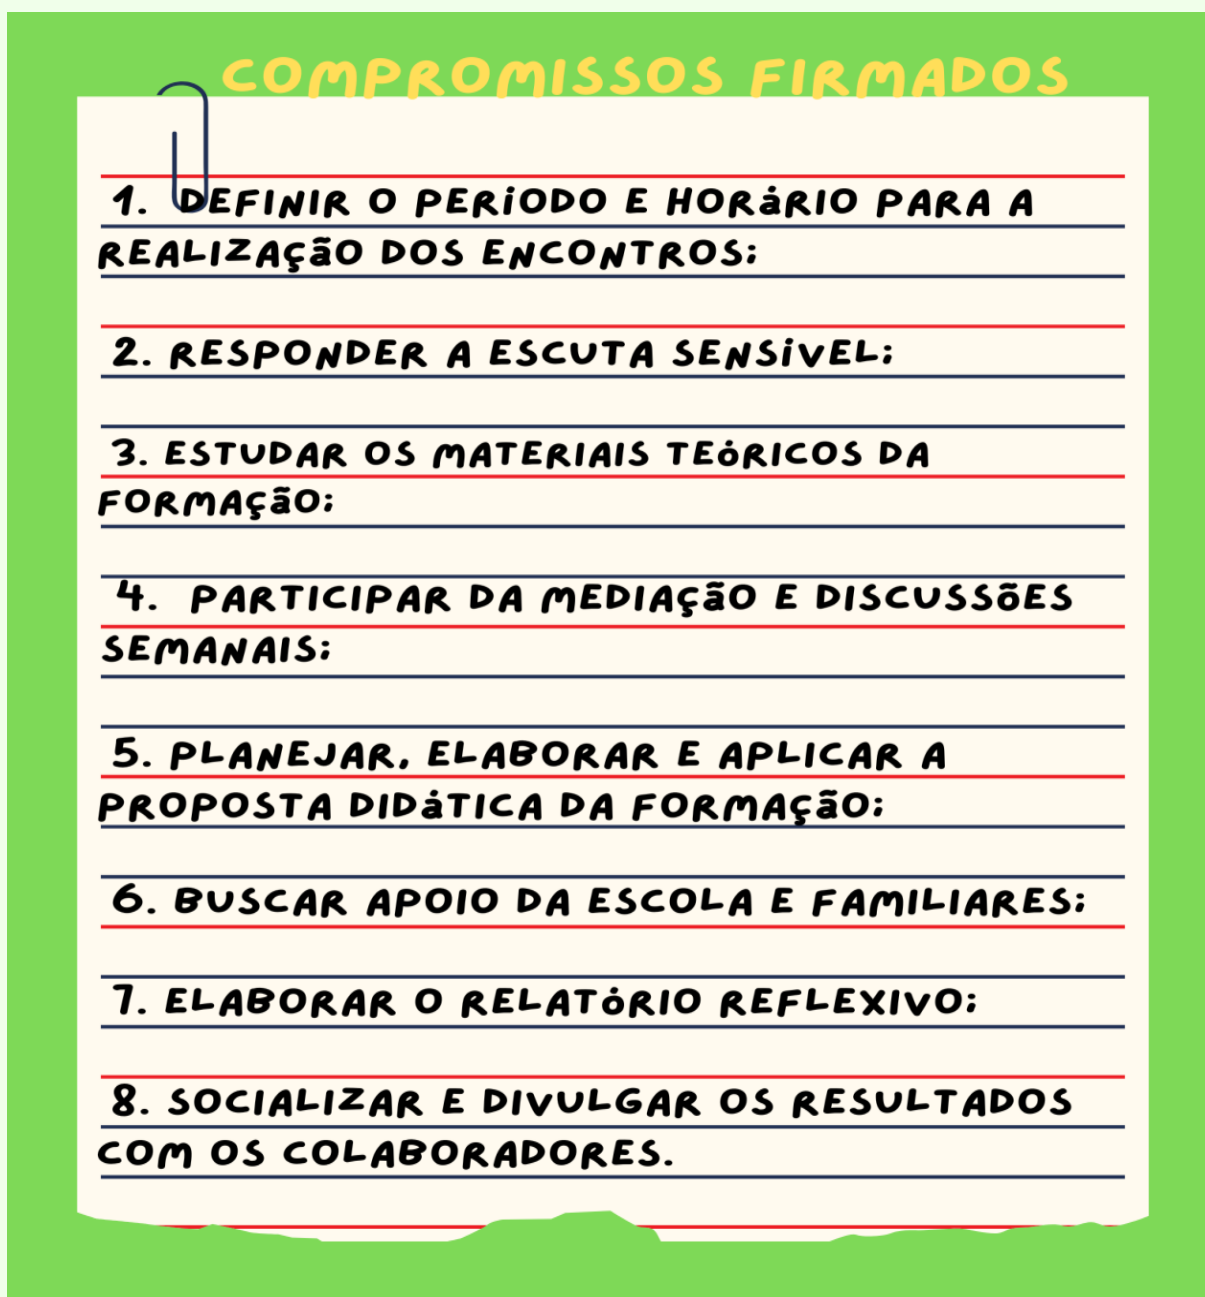 COMPROMISSOS FIRMADOS
1. DEFINIR O PERÍODO E HORÁRIO PARA A
REALIZAÇÃO DOS ENCONTROS;
2. RESPONDER A ESCUTA SENSÍVEL;
3. ESTUDAR OS MATERIAIS TEÓRICOS DA
FORMAÇÃO;
4. PARTICIPAR DA MEDIAÇÃO E DISCUSSÕES
SEMANAIS;
5. PLANEJAR, ELABORAR E APLICAR A
PROPOSTA DIDÁTICA DA FORMAÇÃO;
6. BUSCAR APOIO DA ESCOLA E FAMILIARES;
7. ELABORAR O RELATÓRIO REFLEXIVO;
8. SOCIALIZAR E DIVULGAR OS RESULTADOS
COM OS COLABORADORES.